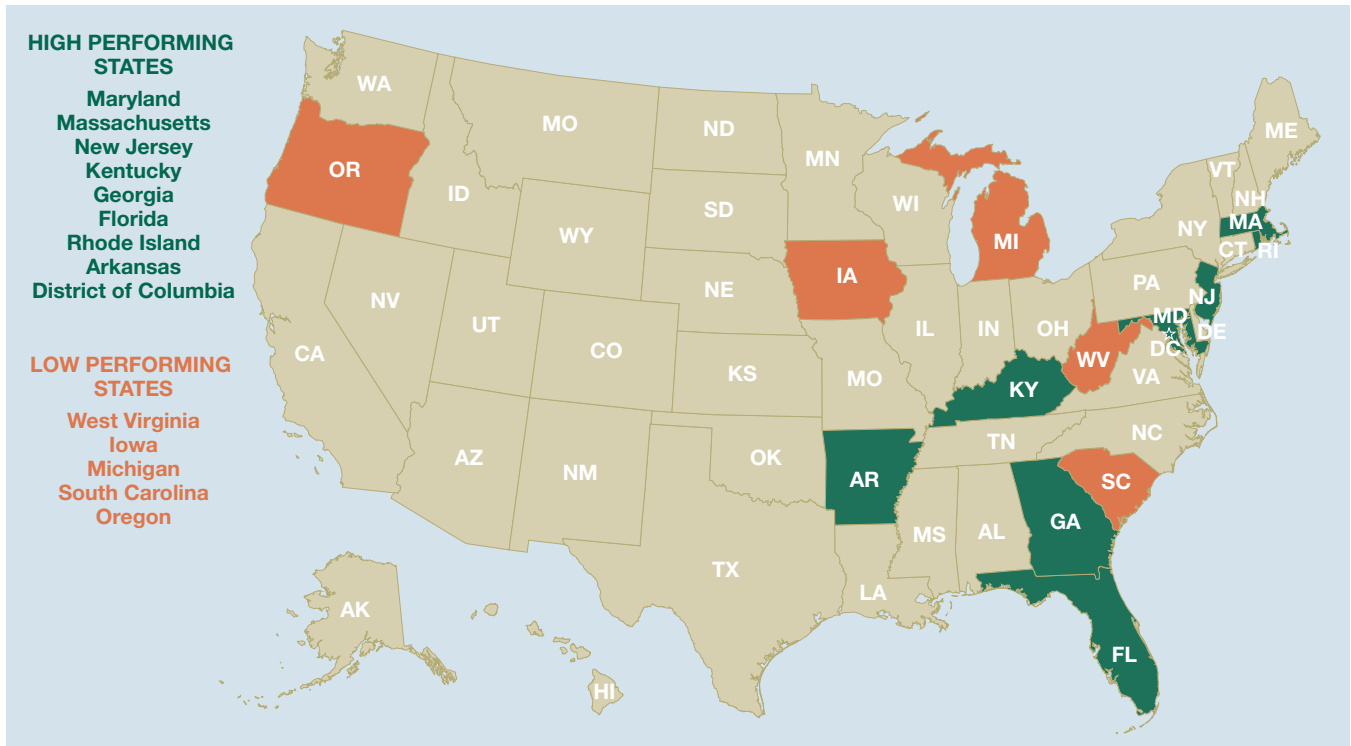 HIGH PERFORMING
STATES
Maryland
Massachusetts
New Jersey
Kentucky
Georgia
Florida
Rhode Island
Arkansas
District of Columbia
LOW PERFORMING
STATES
West Virginia
Iowa
Michigan
South Carolina
Oregon
WA
MO
ND
MN
ME
VT
OR
ID
SD
WI
NH
MA
WY
MI
NY
CT
RI
NV
NE
IA
PA
NJ
UT
IL
IN
OH
MD
DE
CA
CO
DC
WV
KS
MO
KY
VA
AZ
NM
OK
TN
NC
AR
SC
MS
AL
GA
TX
LA
AK
FL
HI